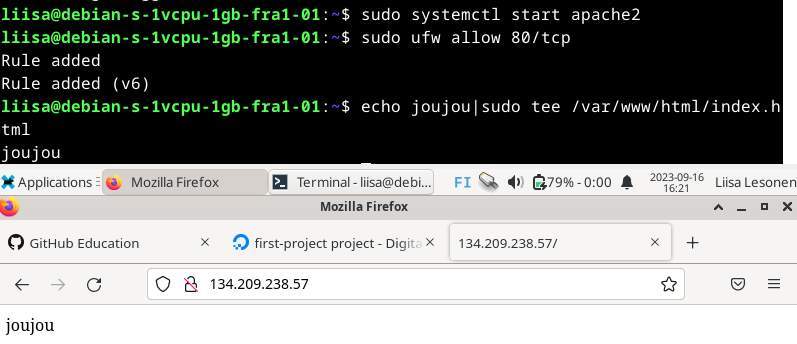 liisa@debian-s-1vcpu-1gb-fra1-01:~$ sudo systemctl start apache2
liisa@debian-s-1vcpu-1gb-fra1-01:~$ sudo ufw allow 80/tcp
Rule added
Rule added (v6)
liisa@debian-s-1vcpu-1gb-fra1-01:~$ echo joujou|sudo tee /var/www/html/index.h
tml
joujou
Applications Mozilla Firefox Terminal - liisa@debi... FI 79% - 0:00 2023-09-16 16:21 Liisa Lesonen
Mozilla Firefox
GitHub Education first-project project - Digita 134.209.238.57/
134.209.238.57
joujou